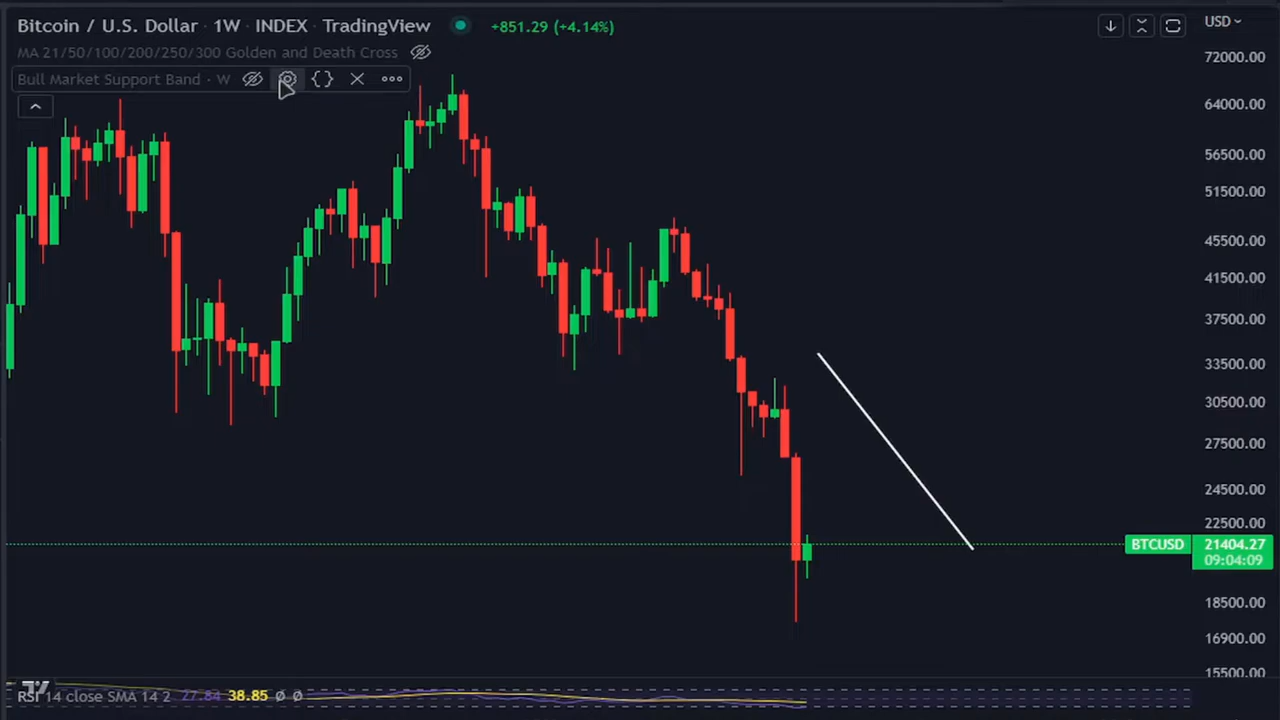 Bitcoin / U.S. Dollar · 1W · INDEX · TradingView +851.29 (+4.14%)
MA 21/50/100/200/250/300 Golden and Death Cross
Bull Market Support Band · W
USD
72000.00
64000.00
56500.00
51500.00
45500.00
41500.00
37500.00
33500.00
30500.00
27500.00
24500.00
22500.00
BTCUSD 21404.27
09:04:09
18500.00
16900.00
15500.00
RSI 14 close SMA 14 2 27.84 38.85 Ø Ø